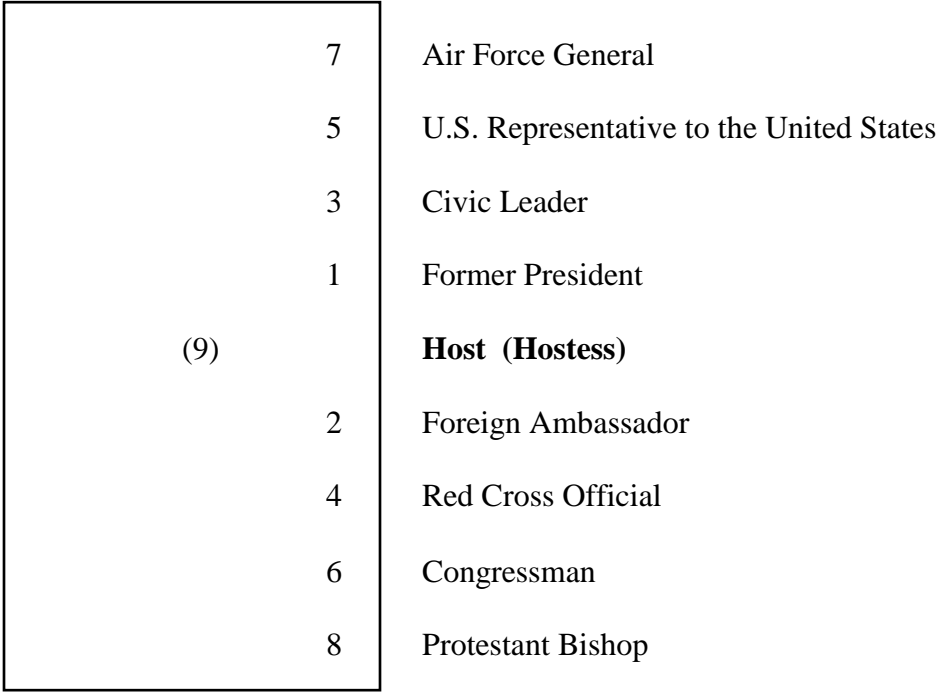 7 Air Force General
5 U.S. Representative to the United States
3 Civic Leader
1 Former President
(9) Host (Hostess)
2 Foreign Ambassador
4 Red Cross Official
6 Congressman
8 Protestant Bishop